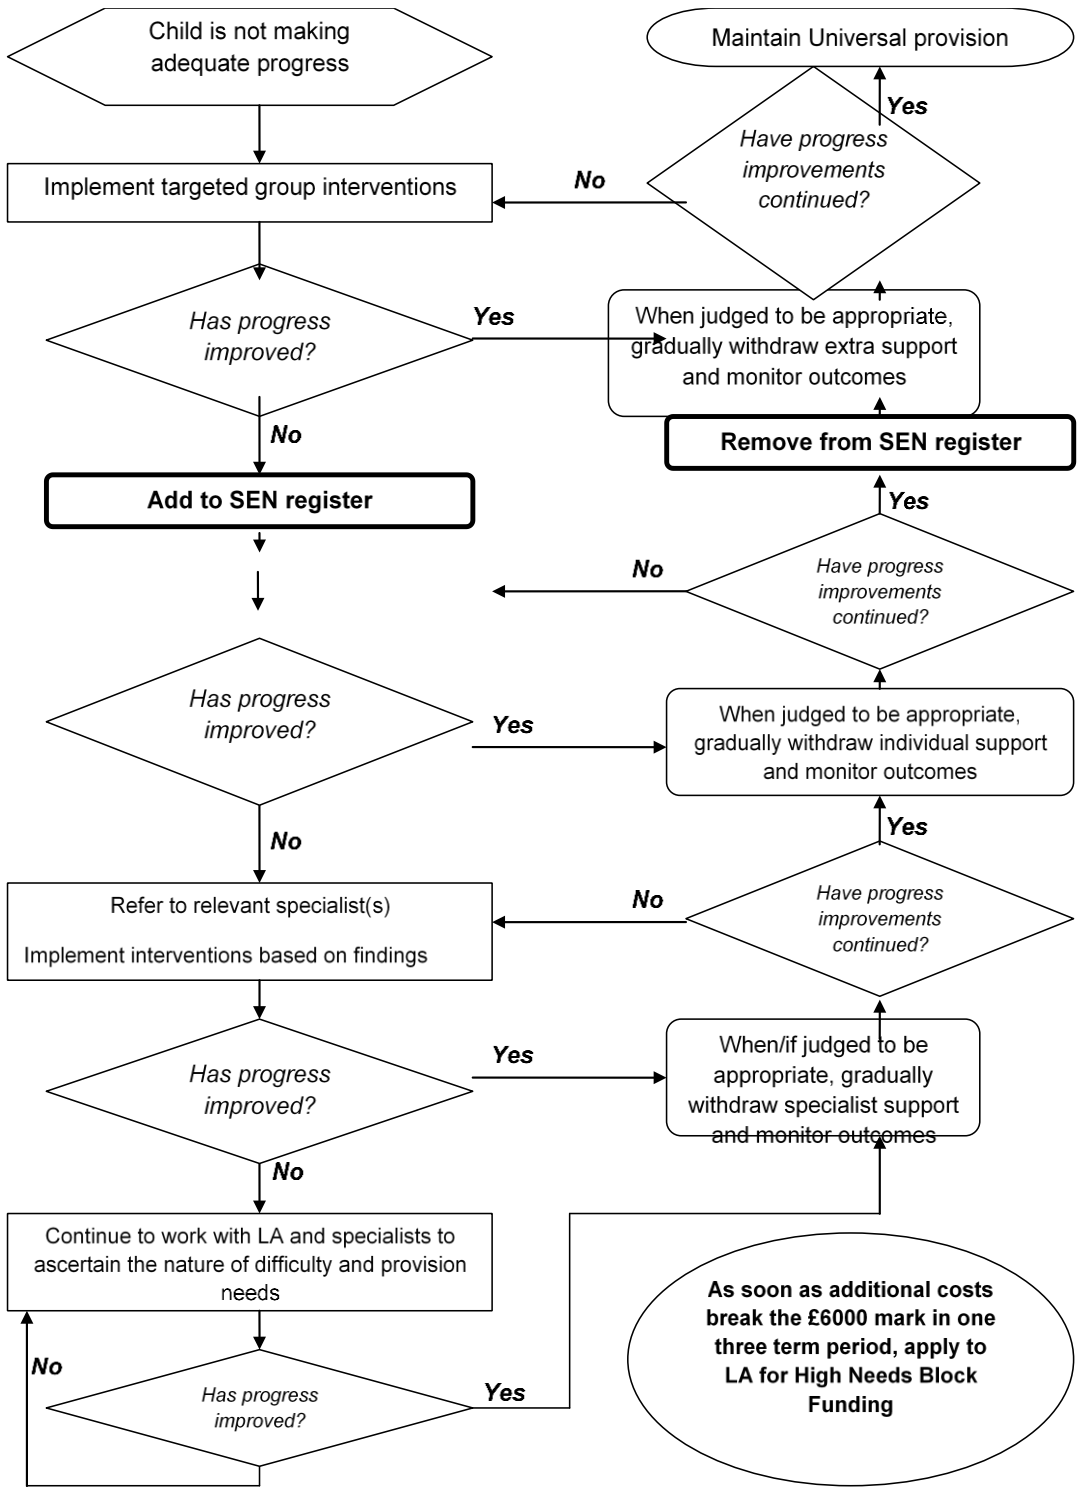 Child is not making
adequate progress
Maintain Universal provision
Yes
Have progress
improvements
continued?
No
Implement targeted group interventions
Has progress
improved?
Yes
When judged to be appropriate,
gradually withdraw extra support
and monitor outcomes
No
Remove from SEN register
Add to SEN register
Yes
Have progress
improvements
continued?
No
Has progress
improved?
Yes
When judged to be appropriate,
gradually withdraw individual support
and monitor outcomes
No
Yes
Have progress
improvements
continued?
No
Refer to relevant specialist(s)
Implement interventions based on findings
Has progress
improved?
Yes
When/if judged to be
appropriate, gradually
withdraw specialist support
and monitor outcomes
No
Continue to work with LA and specialists to
ascertain the nature of difficulty and provision
needs
No
Has progress
improved?
Yes
As soon as additional costs
break the £6000 mark in one
three term period, apply to
LA for High Needs Block
Funding